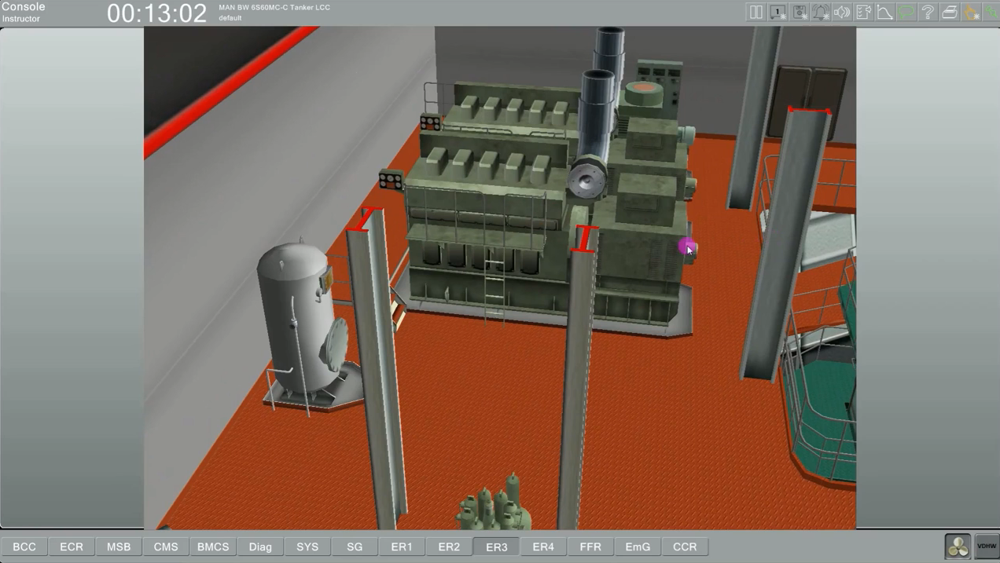 Console
Instructor
00:13:02
MAN BW 6S60MC-C Tanker LCC
default
1
BCC
ECR
MSB
CMS
BMCS
Diag
SYS
SG
ER1
ER2
ER3
ER4
FFR
EmG
CCR
VDHW